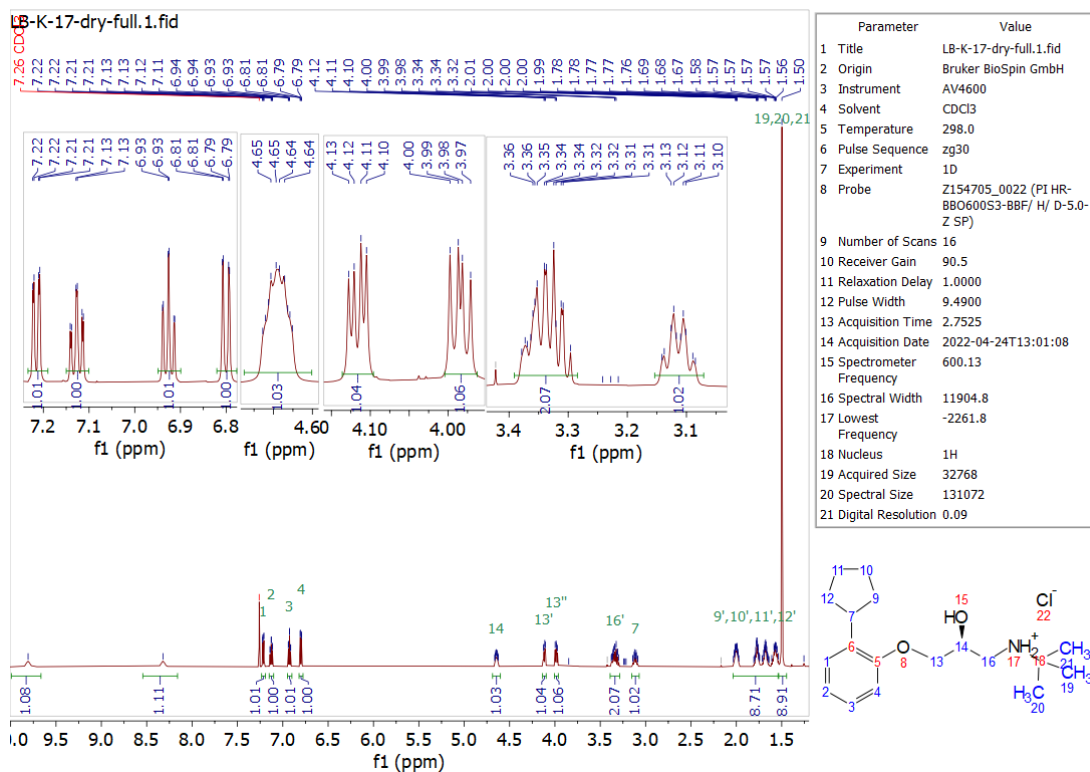 LB-K-17-dry-full.1.fid
7.26 CDCl3
7.22 7.22 7.21 7.21 7.13 7.13 7.12 7.11 6.94 6.94 6.93 6.93 6.81 6.81 6.79 6.79 4.12 4.11 4.10 4.00 3.99 3.98 3.34 3.34 3.32 2.01 2.00 2.00 1.99 1.78 1.78 1.77 1.77 1.76 1.69 1.68 1.67 1.58 1.57 1.57 1.57 1.57 1.56 1.50
19,20,21
7.22 7.22 7.21 7.21 7.13 7.13 6.93 6.93 6.81 6.81 6.79 6.79
4.65 4.65 4.64 4.64
4.13 4.12 4.11 4.10 4.00 3.99 3.98 3.97
3.36 3.36 3.35 3.34 3.34 3.32 3.32 3.31 3.31 3.13 3.12 3.11 3.10
1.01 1.00 1.01 1.00
1.03
1.04 1.06
2.07 1.02
7.2 7.1 7.0 6.9 6.8
4.60
4.10 4.00
3.4 3.3 3.2 3.1
f1 (ppm)
f1 (ppm)
f1 (ppm)
f1 (ppm)
1 2 3 4 14 13' 13'' 16' 7 9',10',11',12'
1.08 1.11 1.01 1.00 1.01 1.00 1.03 1.04 1.06 2.07 1.02 8.71 8.91
0.0 9.5 9.0 8.5 8.0 7.5 7.0 6.5 6.0 5.5 5.0 4.5 4.0 3.5 3.0 2.5 2.0 1.5
f1 (ppm)
Parameter Value
1 Title LB-K-17-dry-full.1.fid
2 Origin Bruker BioSpin GmbH
3 Instrument AV4600
4 Solvent CDCl3
5 Temperature 298.0
6 Pulse Sequence zg30
7 Experiment 1D
8 Probe Z154705_0022 (PI HR-
BBO600S3-BBF/ H/ D-5.0-
Z SP)
9 Number of Scans 16
10 Receiver Gain 90.5
11 Relaxation Delay 1.0000
12 Pulse Width 9.4900
13 Acquisition Time 2.7525
14 Acquisition Date 2022-04-24T13:01:08
15 Spectrometer 600.13
Frequency
16 Spectral Width 11904.8
17 Lowest -2261.8
Frequency
18 Nucleus 1H
19 Acquired Size 32768
20 Spectral Size 131072
21 Digital Resolution 0.09
11 10
12 9
7
15
HO
Cl-
22
6 O 14 NH2+ CH3
1 5 8 13 16 17 18 21
CH3
19
2 4 H3C
3 20